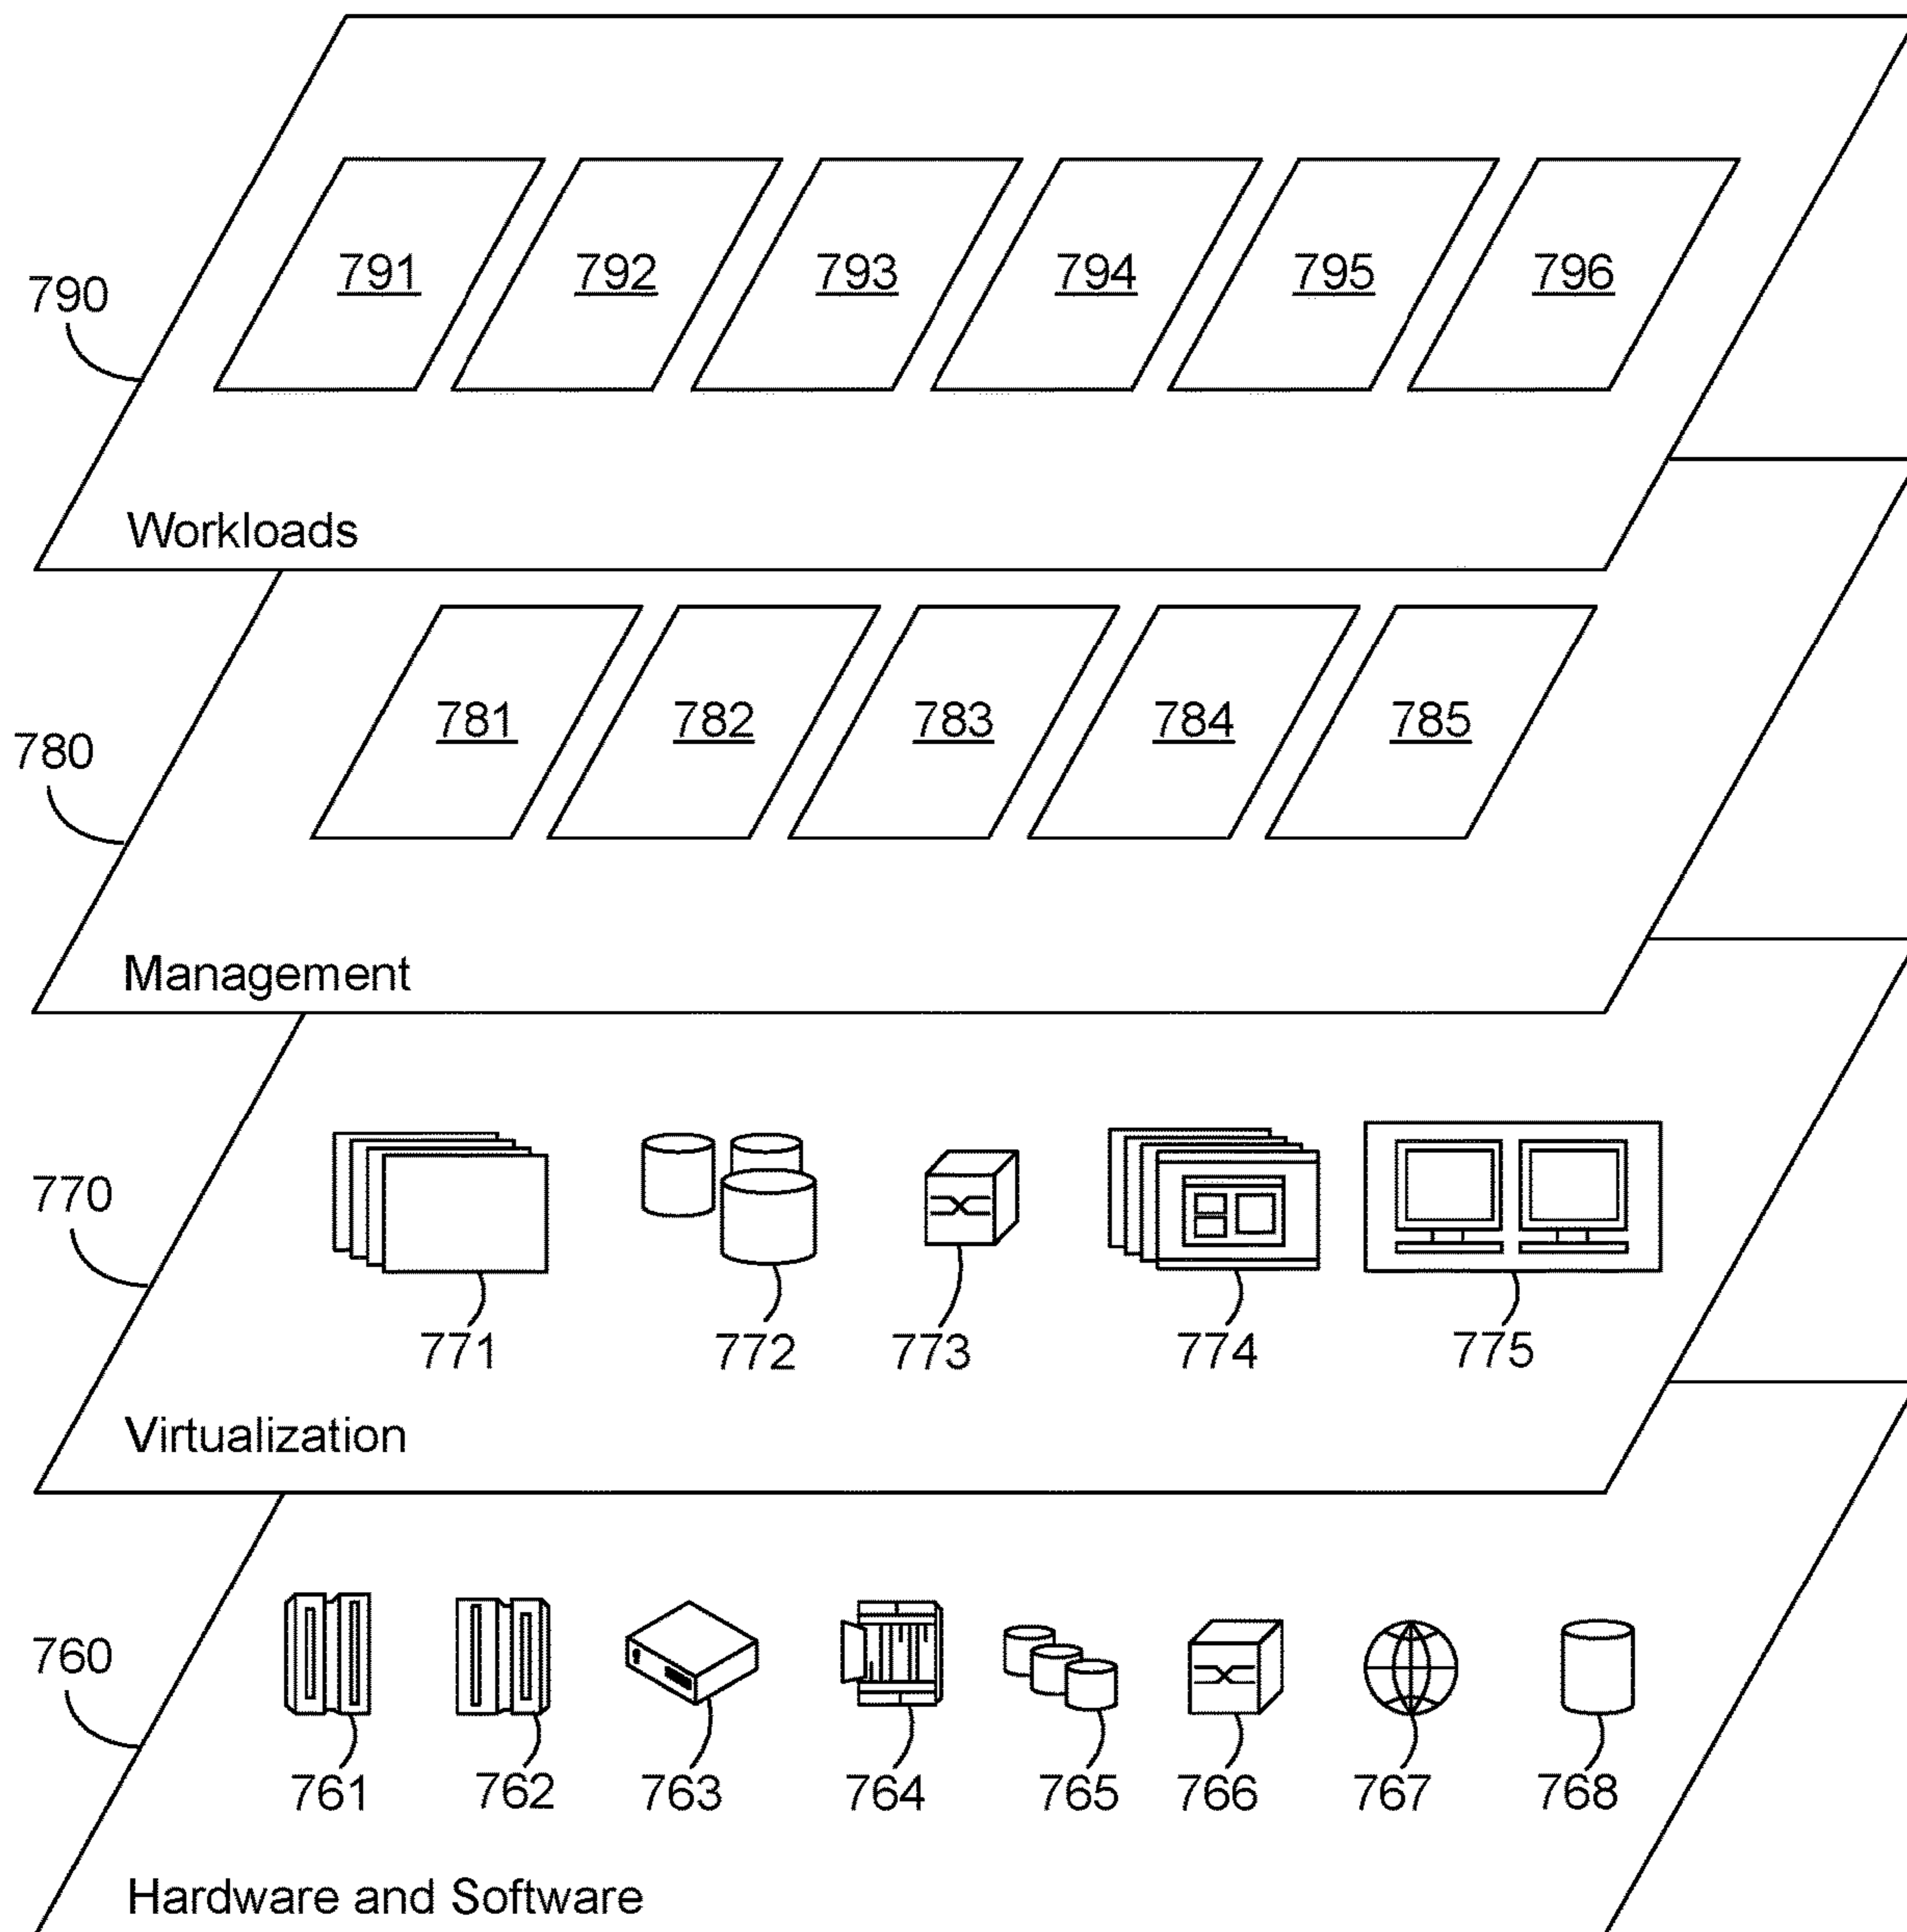 791 792 793 794 795 796
790
Workloads
781 782 783 784 785
780
Management
770
771 772 773 774 775
Virtualization
760
761 762 763 764 765 766 767 768
Hardware and Software